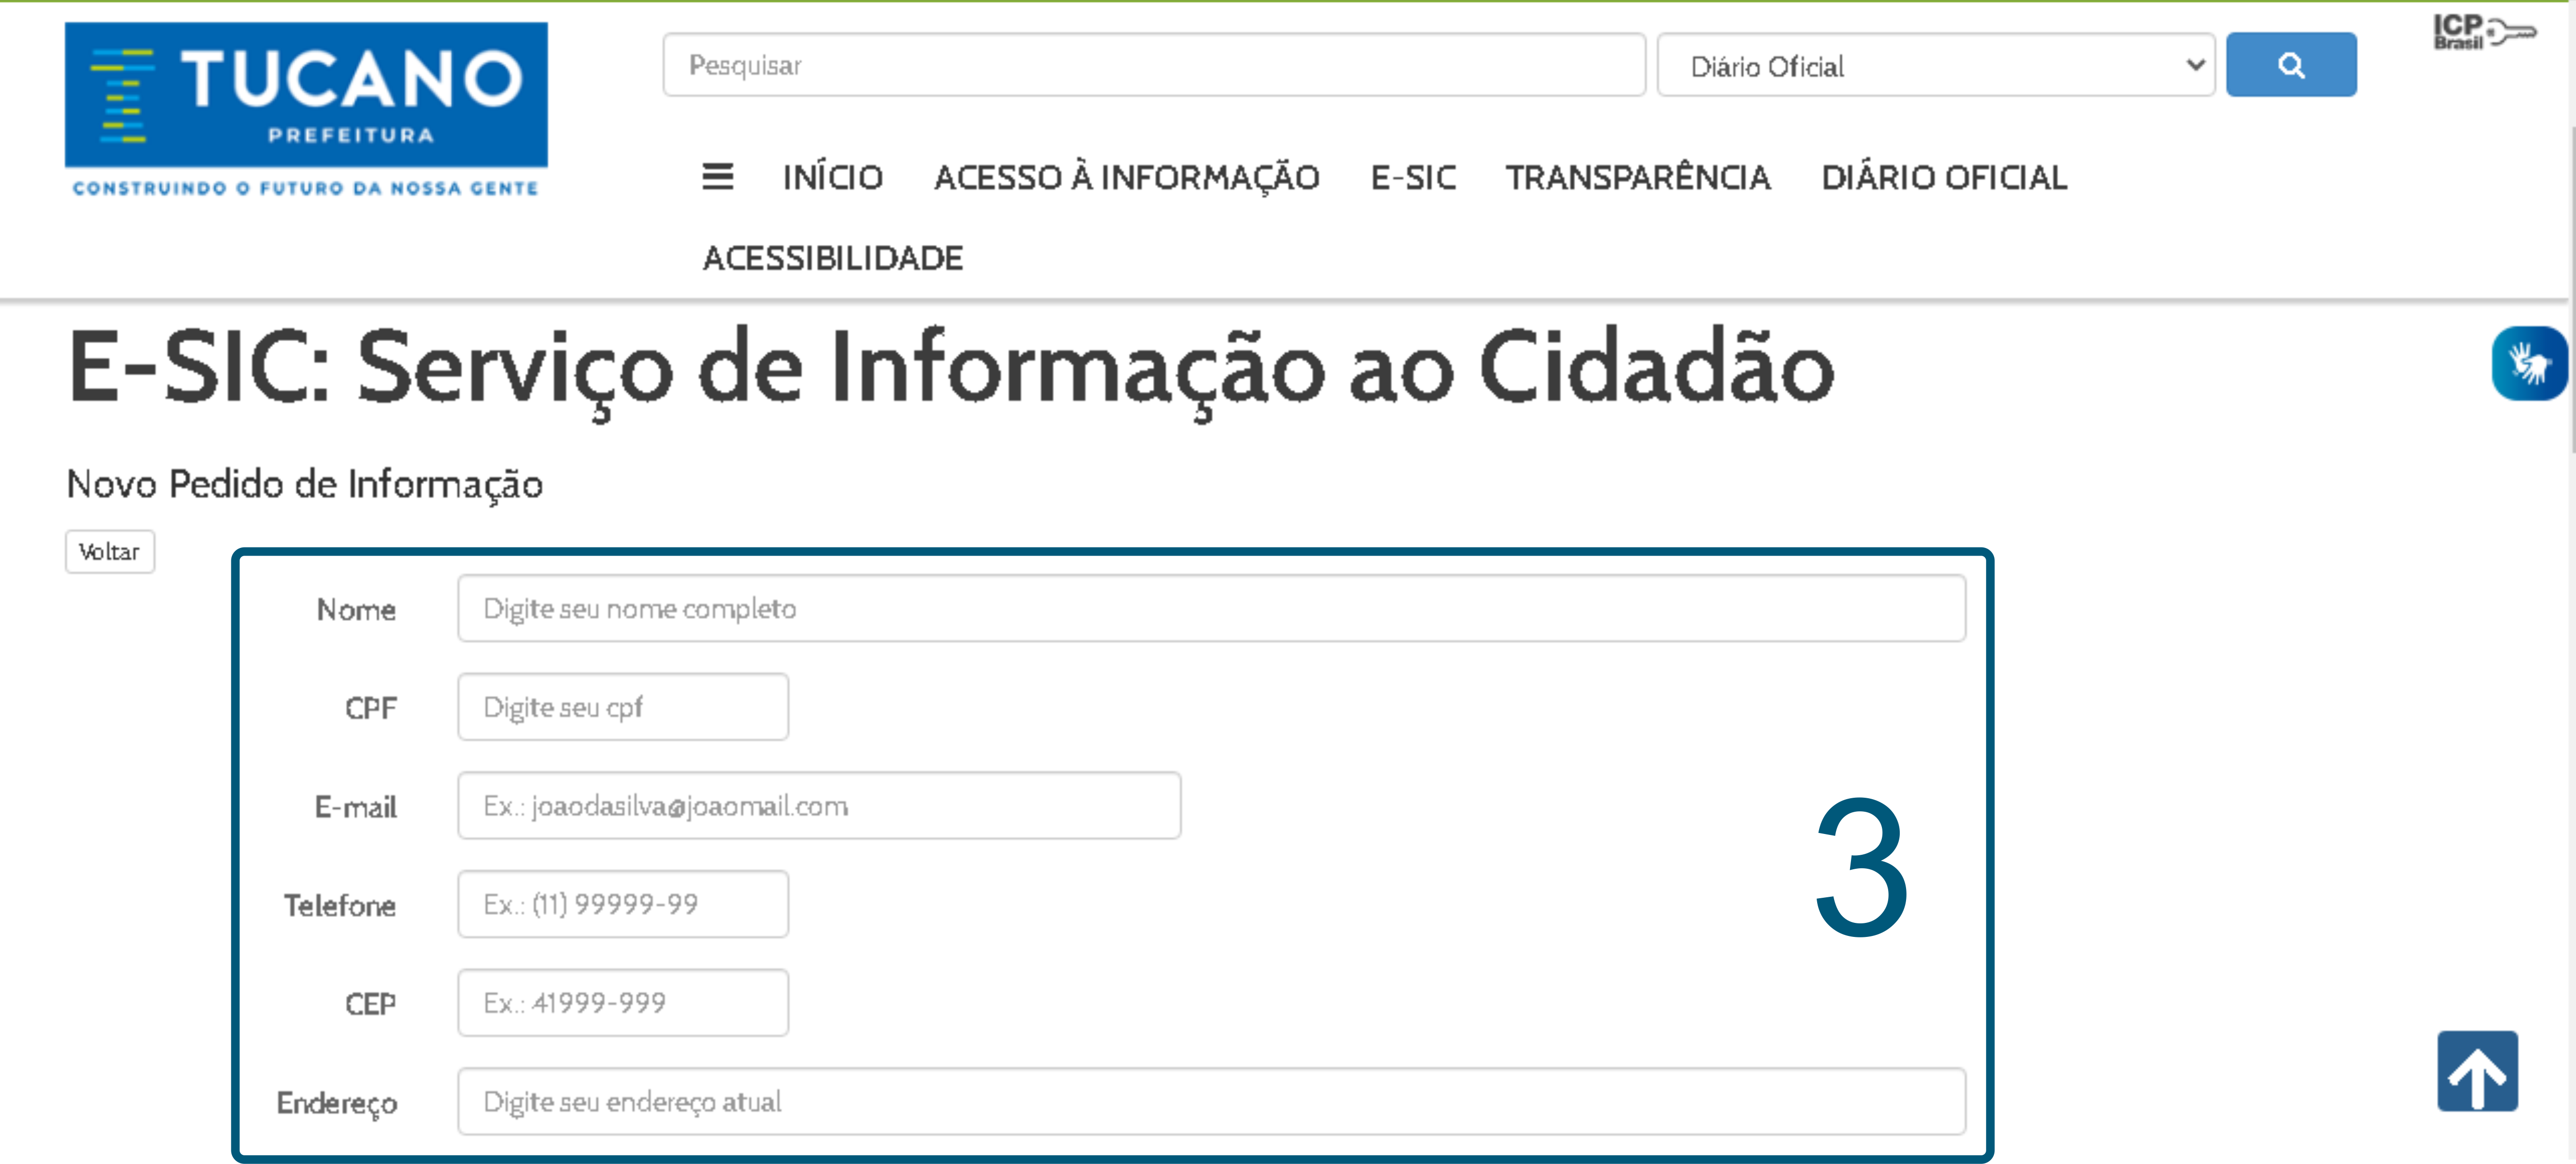 TUCANO
PREFEITURA
CONSTRUINDO O FUTURO DA NOSSA GENTE
Pesquisar
Diário Oficial
ICP
Brasil
INÍCIO ACESSO À INFORMAÇÃO E-SIC TRANSPARÊNCIA DIÁRIO OFICIAL
ACESSIBILIDADE
E-SIC: Serviço de Informação ao Cidadão
Novo Pedido de Informação
Voltar
Nome Digite seu nome completo
CPF Digite seu cpf
E-mail Ex.: joaodasilva@joaomail.com
3
Telefone Ex.: (11) 99999-99
CEP Ex.: 41999-999
Endereço Digite seu endereço atual